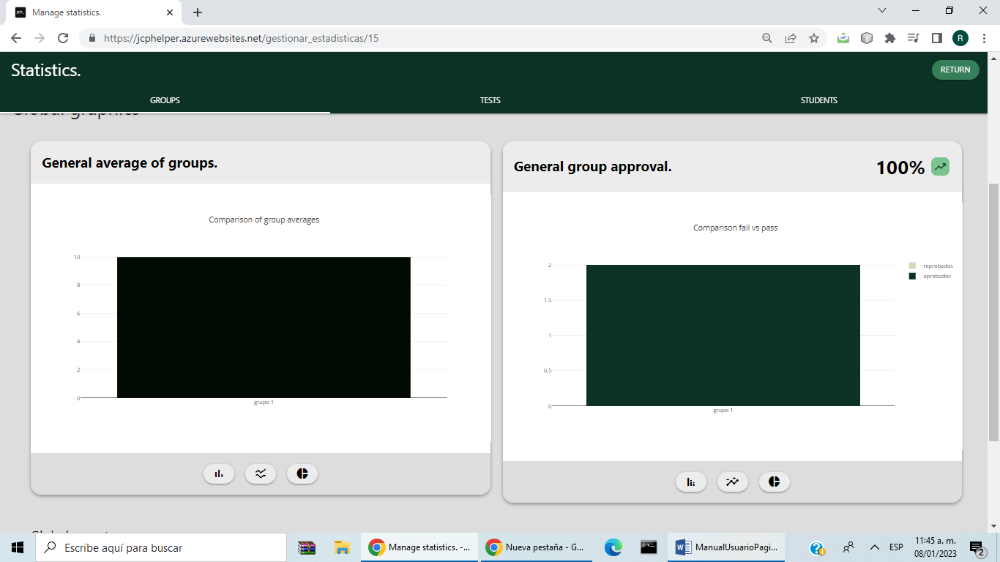 Manage statistics.
https://jcphelper.azurewebsites.net/gestionar_estadisticas/15
R
Statistics.
RETURN
GROUPS
TESTS
STUDENTS
Global graphics
General average of groups.
Comparison of group averages
10
8
6
4
2
0
grupo 1
General group approval.
100%
Comparison fail vs pass
2
1.5
1
0.5
0
grupo 1
reprobados
aprobados
Escribe aquí para buscar
Manage statistics. -...
Nueva pestaña - G...
ManualUsuarioPagi...
ESP
11:45 a. m.
08/01/2023
2